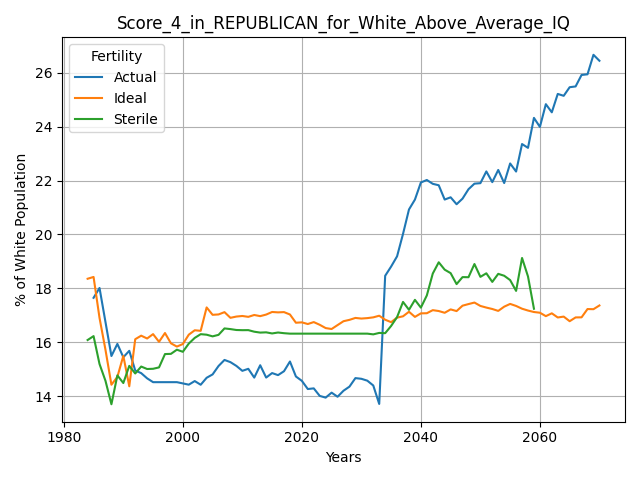 Score_4_in_REPUBLICAN_for_White_Above_Average_IQ
Fertility
Actual
Ideal
Sterile
% of White Population
26
24
22
20
18
16
14
1980
2000
2020
2040
2060
Years